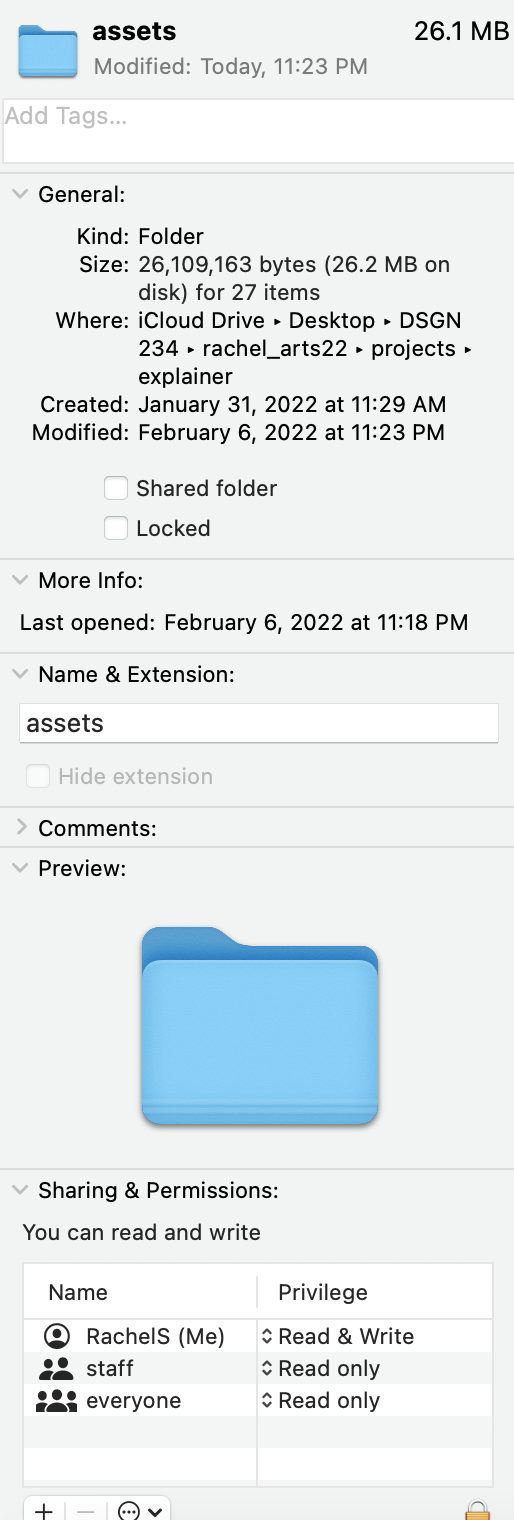 assets 26.1 MB
Modified: Today, 11:23 PM
Add Tags...
General:
Kind: Folder
Size: 26,109,163 bytes (26.2 MB on
disk) for 27 items
Where: iCloud Drive ▸ Desktop ▸ DSGN
234 ▸ rachel_arts22 ▸ projects ▸
explainer
Created: January 31, 2022 at 11:29 AM
Modified: February 6, 2022 at 11:23 PM
Shared folder
Locked
More Info:
Last opened: February 6, 2022 at 11:18 PM
Name & Extension:
assets
Hide extension
Comments:
Preview:
Sharing & Permissions:
You can read and write
Name Privilege
RachelS (Me) Read & Write
staff Read only
everyone Read only